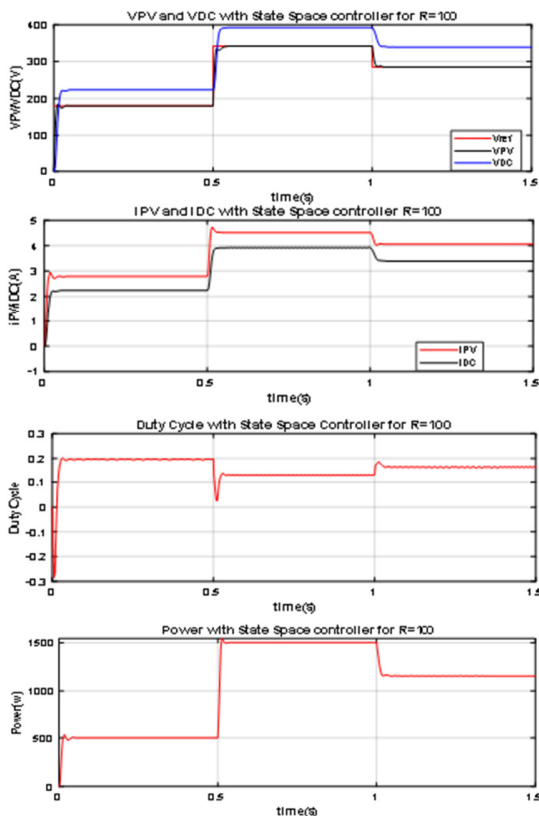 VPV and VDC with State Space controller for R=100
400
300
200
100
0
VPV/VDC(V)
Vref
VPV
VDC
0 0.5 1 1.5
time(s)
IPV and IDC with State Space controller R=100
5
4
3
2
1
0
-1
iPV/iDC(A)
IPV
IDC
0 0.5 1 1.5
time(s)
Duty Cycle with State Space Controller for R=100
0.3
0.2
0.1
0
-0.1
-0.2
-0.3
Duty Cycle
0 0.5 1 1.5
time(s)
Power with State Space controller for R=100
1500
1000
500
0
Power(w)
0 0.5 1 1.5
time(s)